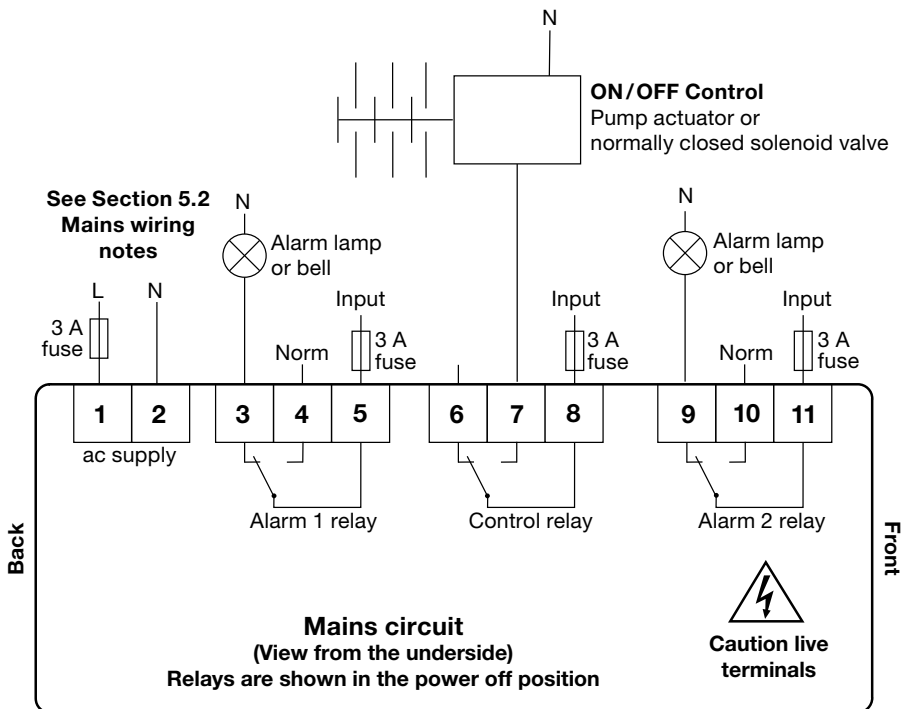 N
ON/OFF Control
Pump actuator or
normally closed solenoid valve
See Section 5.2
Mains wiring
notes
N
Alarm lamp
or bell
N
Alarm lamp
or bell
L
N
3 A
fuse
Norm
Input
3 A
fuse
Input
3 A
fuse
Norm
Input
3 A
fuse
1 2 3 4 5 6 7 8 9 10 11
ac supply
Alarm 1 relay
Control relay
Alarm 2 relay
Back
Front
Mains circuit
(View from the underside)
Relays are shown in the power off position
Caution live
terminals